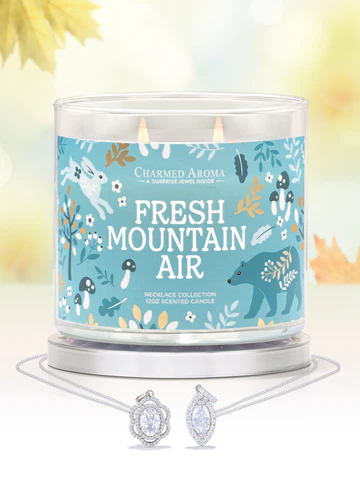 CHARMED AROMA
A SURPRISE JEWEL INSIDE
FRESH
MOUNTAIN
AIR
NECKLACE COLLECTION
12OZ SCENTED CANDLE